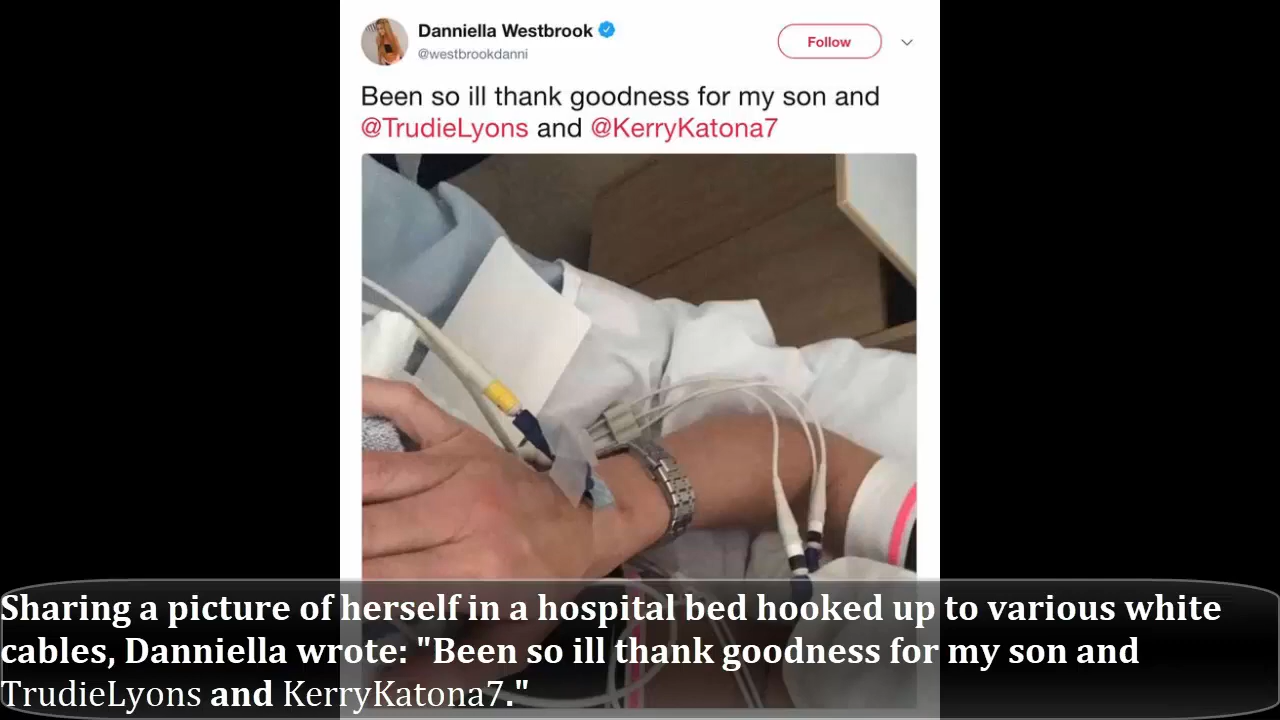 Danniella Westbrook
@westbrookdanni
Follow
Been so ill thank goodness for my son and
@TrudieLyons and @KerryKatona7
Sharing a picture of herself in a hospital bed hooked up to various white
cables, Danniella wrote: "Been so ill thank goodness for my son and
TrudieLyons and KerryKatona7."